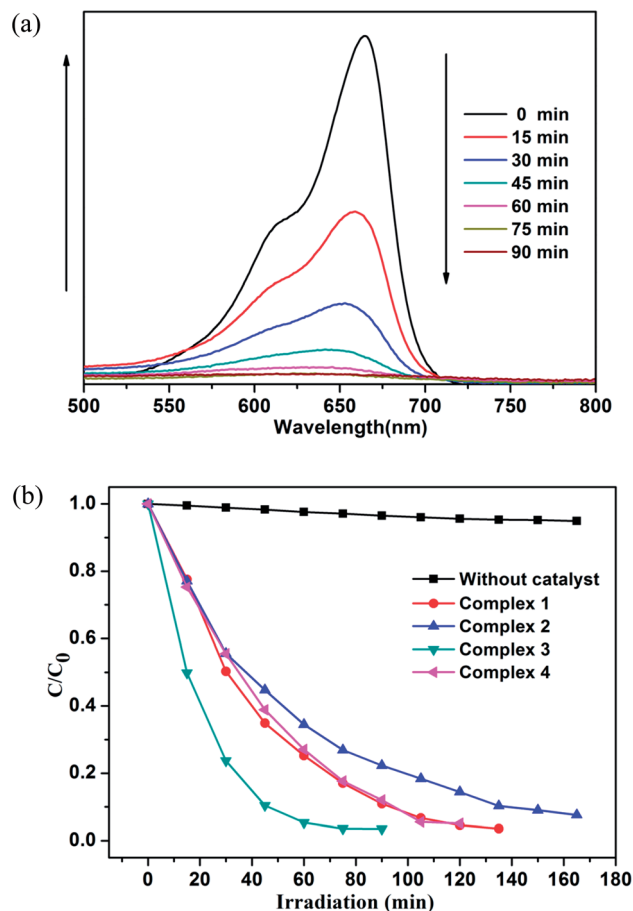 (a)
0 min
15 min
30 min
45 min
60 min
75 min
90 min
500 550 600 650 700 750 800
Wavelength(nm)
(b)
1.0
0.8
0.6
0.4
0.2
0.0
C/C0
Without catalyst
Complex 1
Complex 2
Complex 3
Complex 4
0 20 40 60 80 100 120 140 160 180
Irradiation (min)